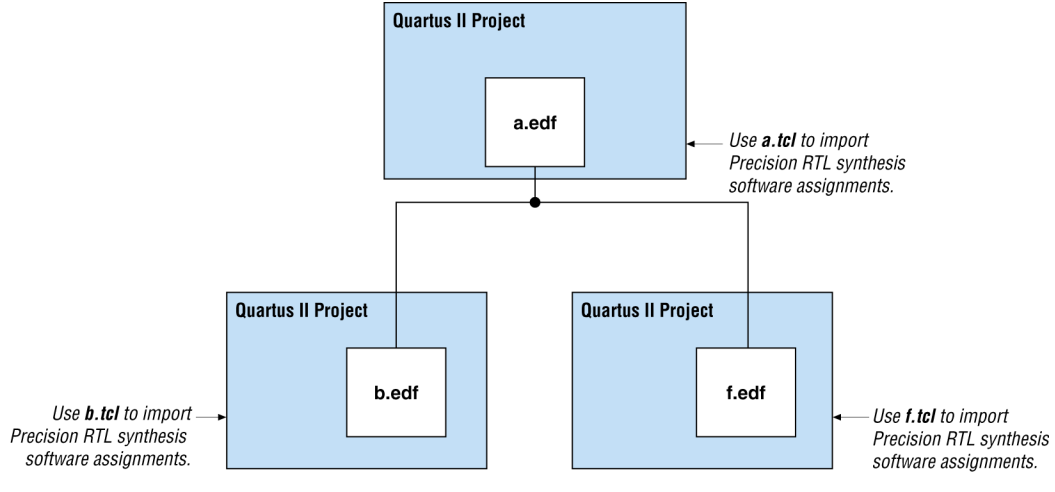 Quartus II Project
a.edf
Use a.tcl to import
Precision RTL synthesis
software assignments.
Quartus II Project
b.edf
Use b.tcl to import
Precision RTL synthesis
software assignments.
Quartus II Project
f.edf
Use f.tcl to import
Precision RTL synthesis
software assignments.